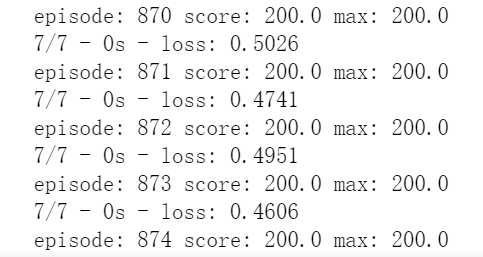 episode: 870 score: 200.0 max: 200.0
7/7 - 0s - loss: 0.5026
episode: 871 score: 200.0 max: 200.0
7/7 - 0s - loss: 0.4741
episode: 872 score: 200.0 max: 200.0
7/7 - 0s - loss: 0.4951
episode: 873 score: 200.0 max: 200.0
7/7 - 0s - loss: 0.4606
episode: 874 score: 200.0 max: 200.0